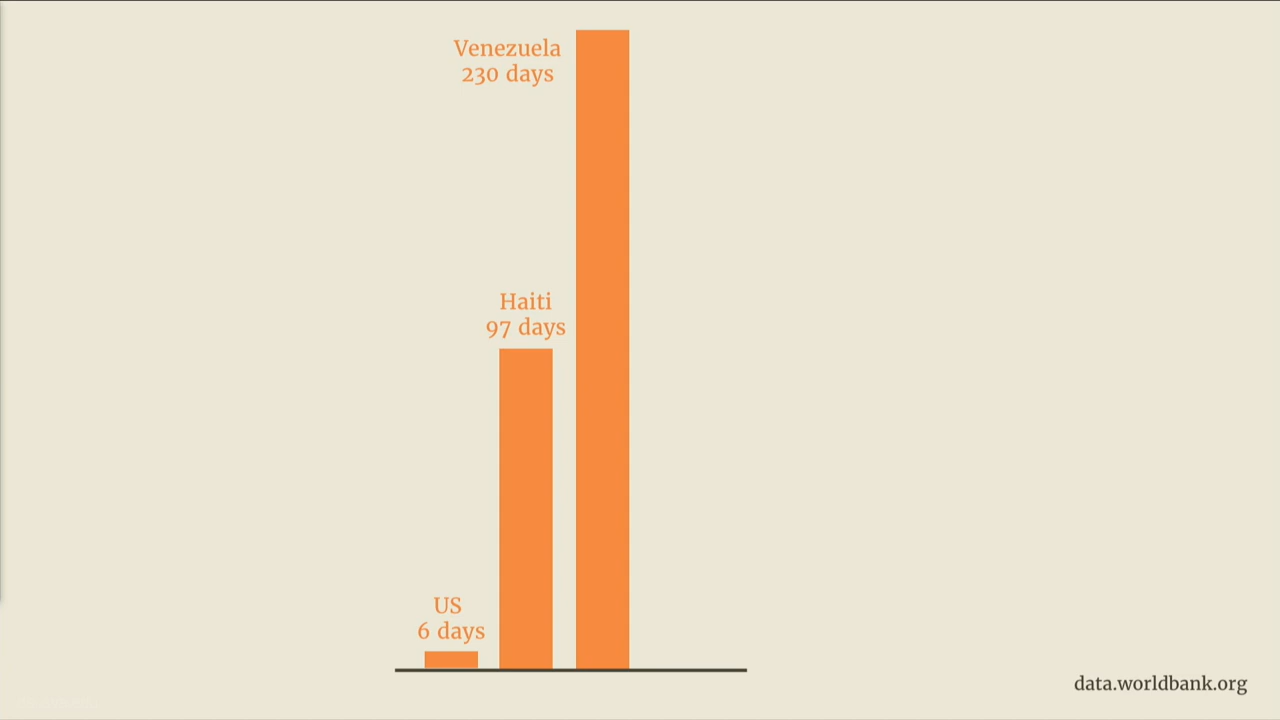 Venezuela
230 days
Haiti
97 days
US
6 days
data.worldbank.org